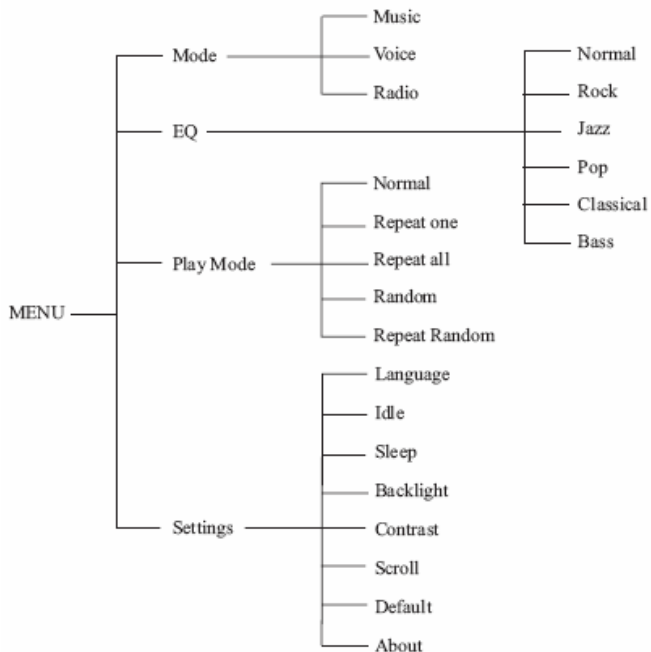 MENU
Mode
Music
Voice
Radio
EQ
Normal
Rock
Jazz
Pop
Classical
Bass
Play Mode
Normal
Repeat one
Repeat all
Random
Repeat Random
Settings
Language
Idle
Sleep
Backlight
Contrast
Scroll
Default
About